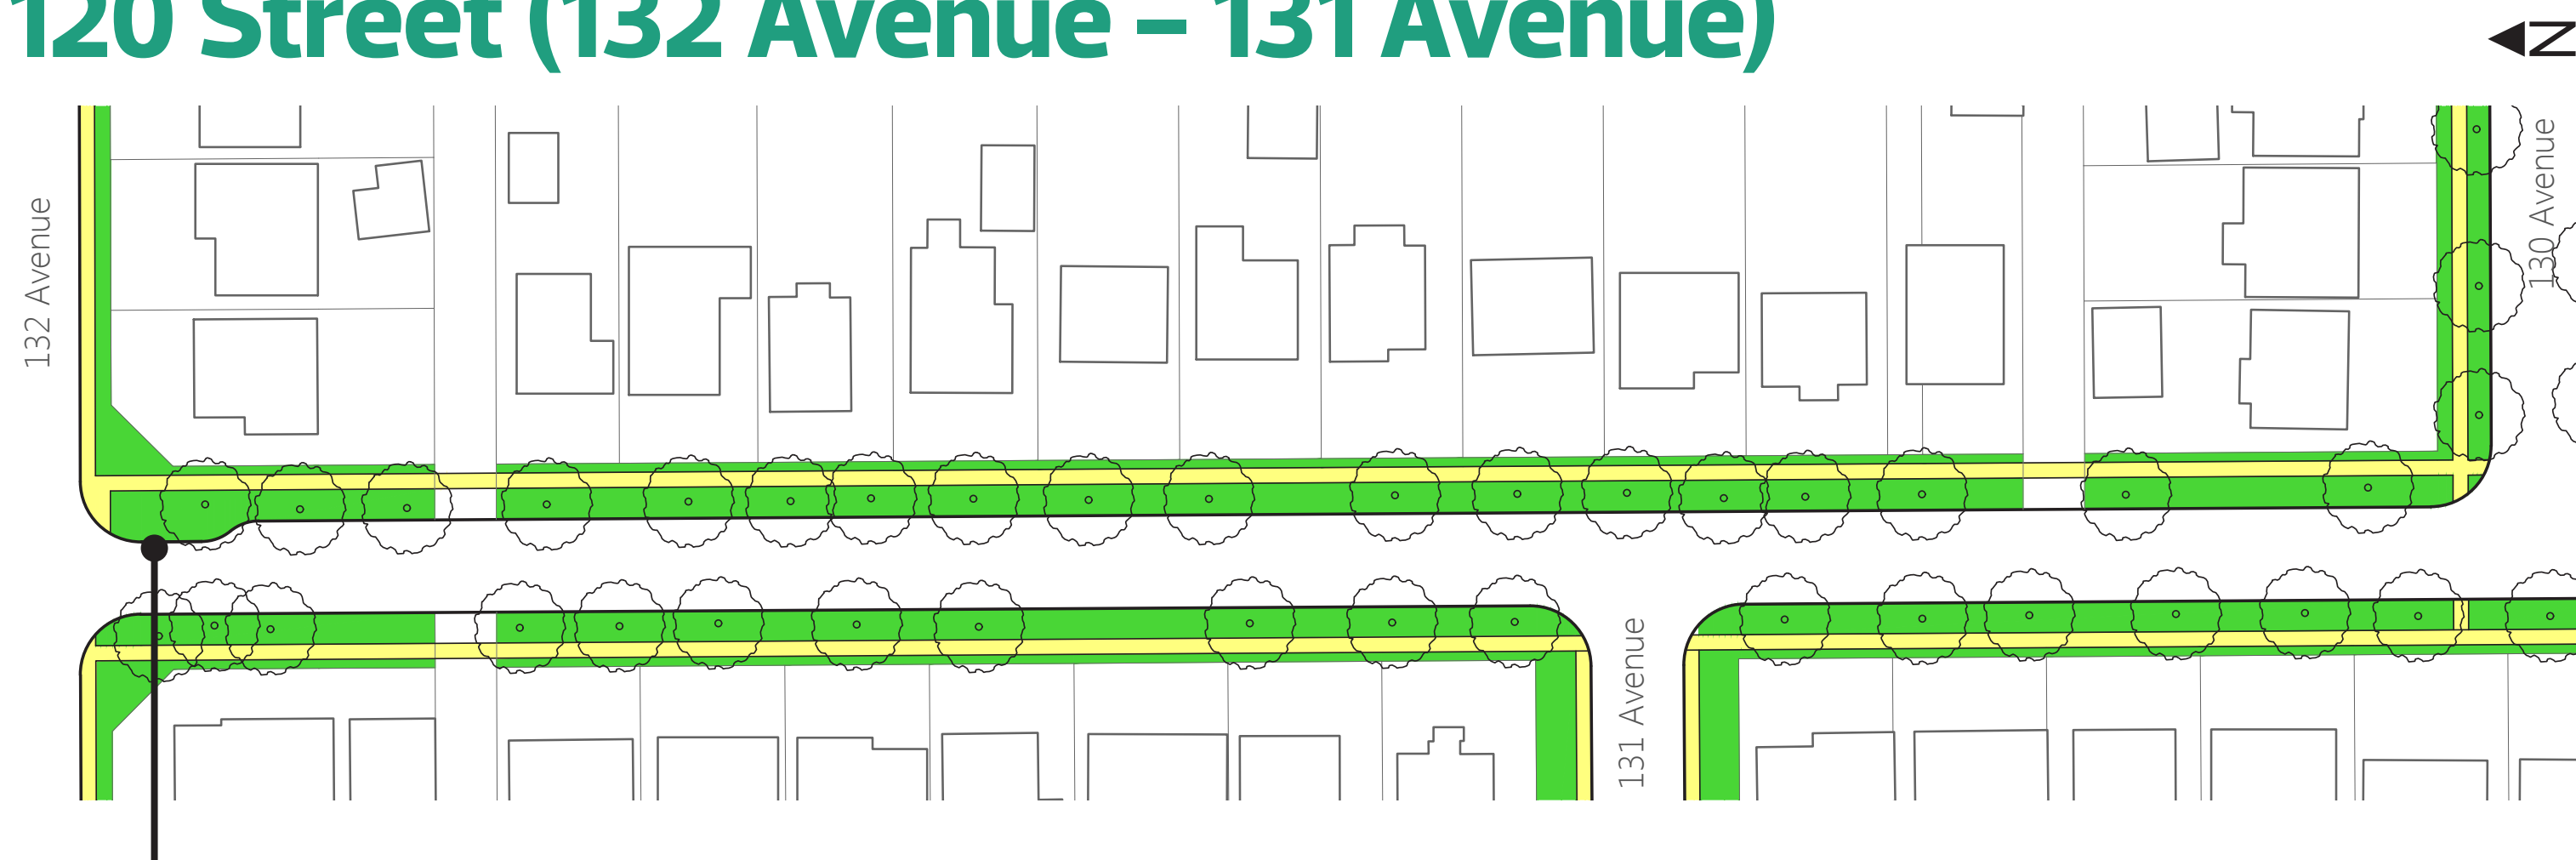 120 Street (132 Avenue – 131 Avenue)
N
132 Avenue
130 Avenue
131 Avenue